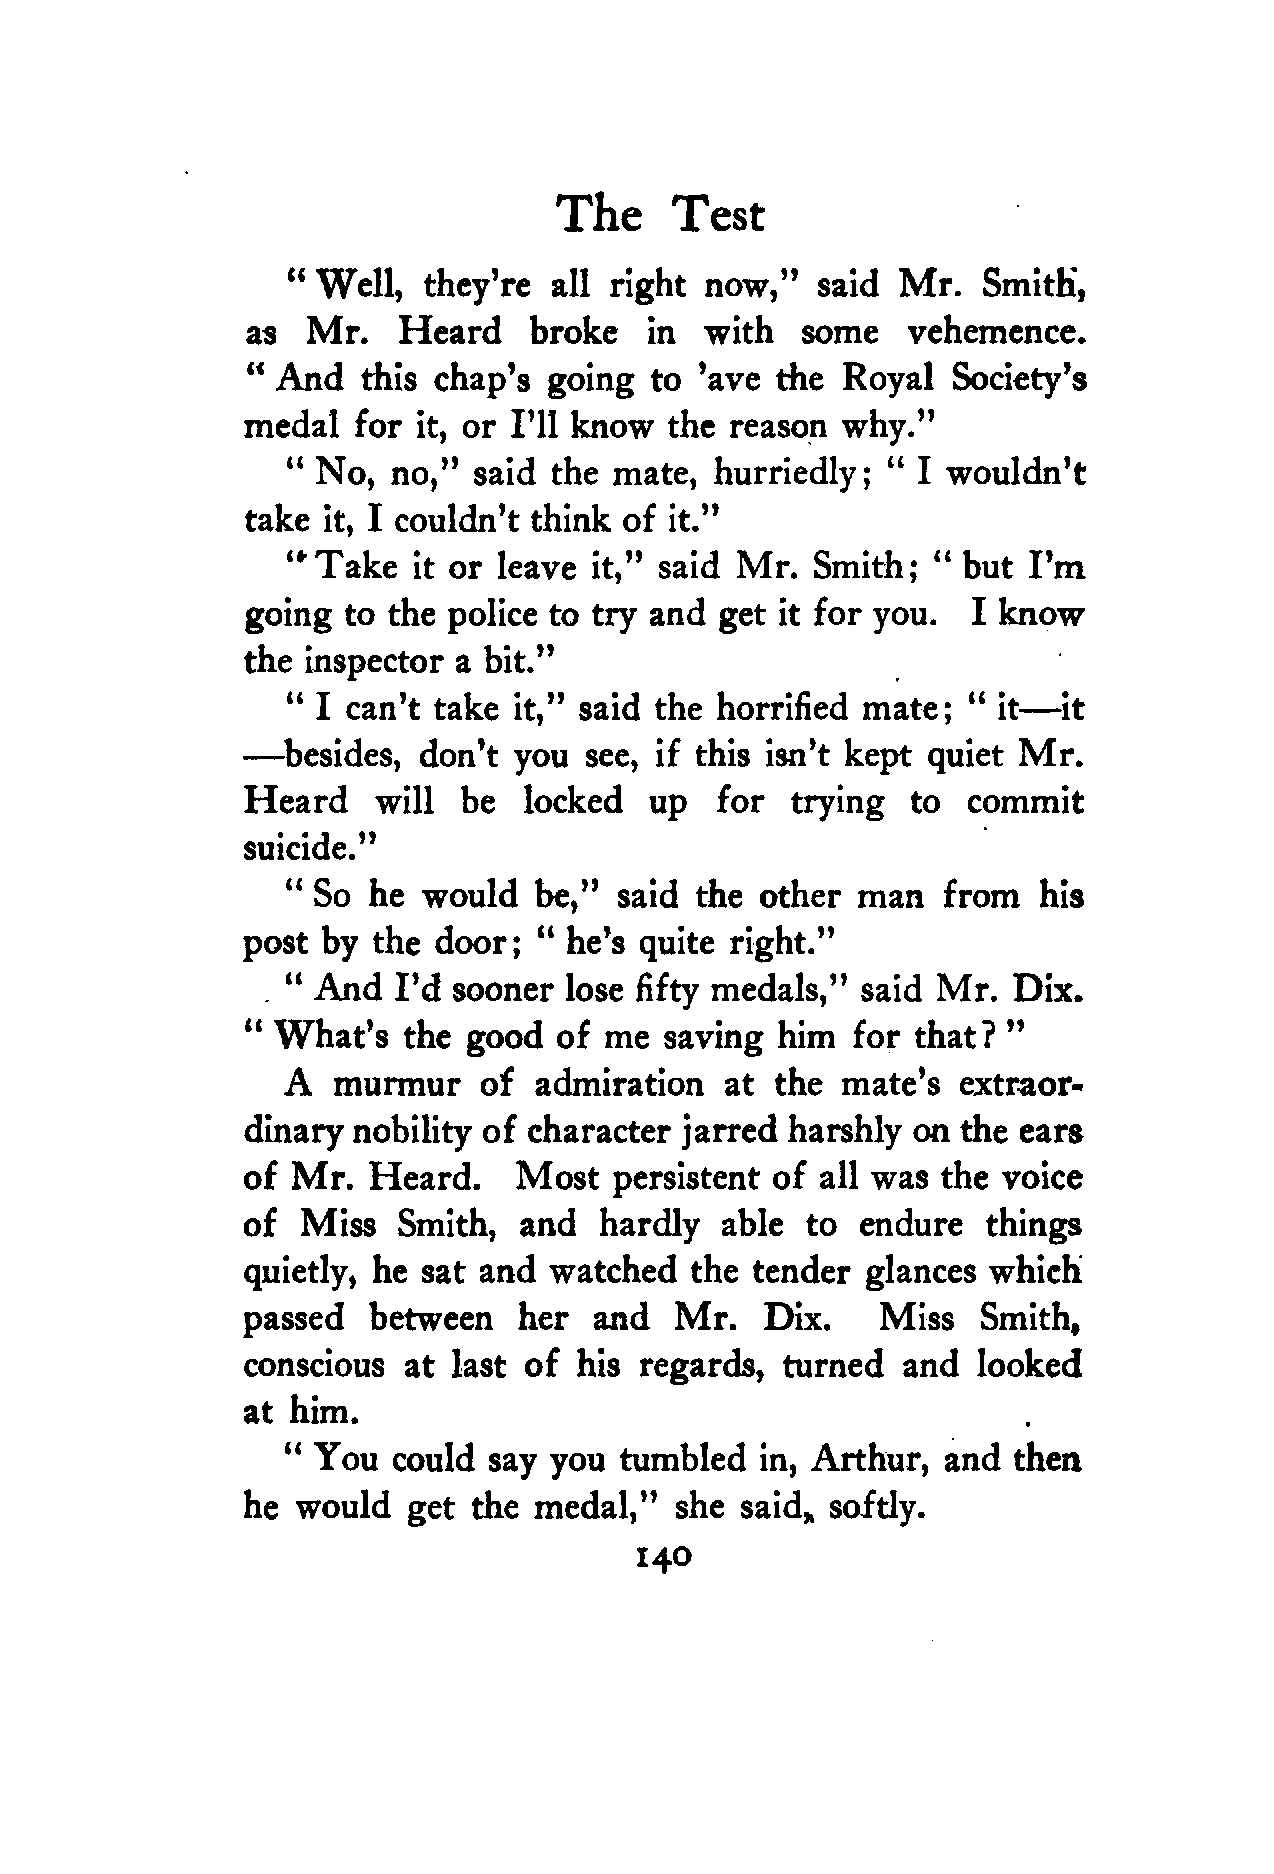 The Test
" Well, they're all right now," said Mr. Smith,
as Mr. Heard broke in with some vehemence.
" And this chap's going to 'ave the Royal Society's
medal for it, or I'll know the reason why."
" No, no," said the mate, hurriedly; " I wouldn't
take it, I couldn't think of it."
" Take it or leave it," said Mr. Smith; " but I'm
going to the police to try and get it for you. I know
the inspector a bit."
" I can't take it," said the horrified mate; " it—it
—besides, don't you see, if this isn't kept quiet Mr.
Heard will be locked up for trying to commit
suicide."
" So he would be," said the other man from his
post by the door; " he's quite right."
" And I'd sooner lose fifty medals," said Mr. Dix.
" What's the good of me saving him for that? "
A murmur of admiration at the mate's extraor-
dinary nobility of character jarred harshly on the ears
of Mr. Heard. Most persistent of all was the voice
of Miss Smith, and hardly able to endure things
quietly, he sat and watched the tender glances which
passed between her and Mr. Dix. Miss Smith,
conscious at last of his regards, turned and looked
at him.
" You could say you tumbled in, Arthur, and then
he would get the medal," she said, softly.
140